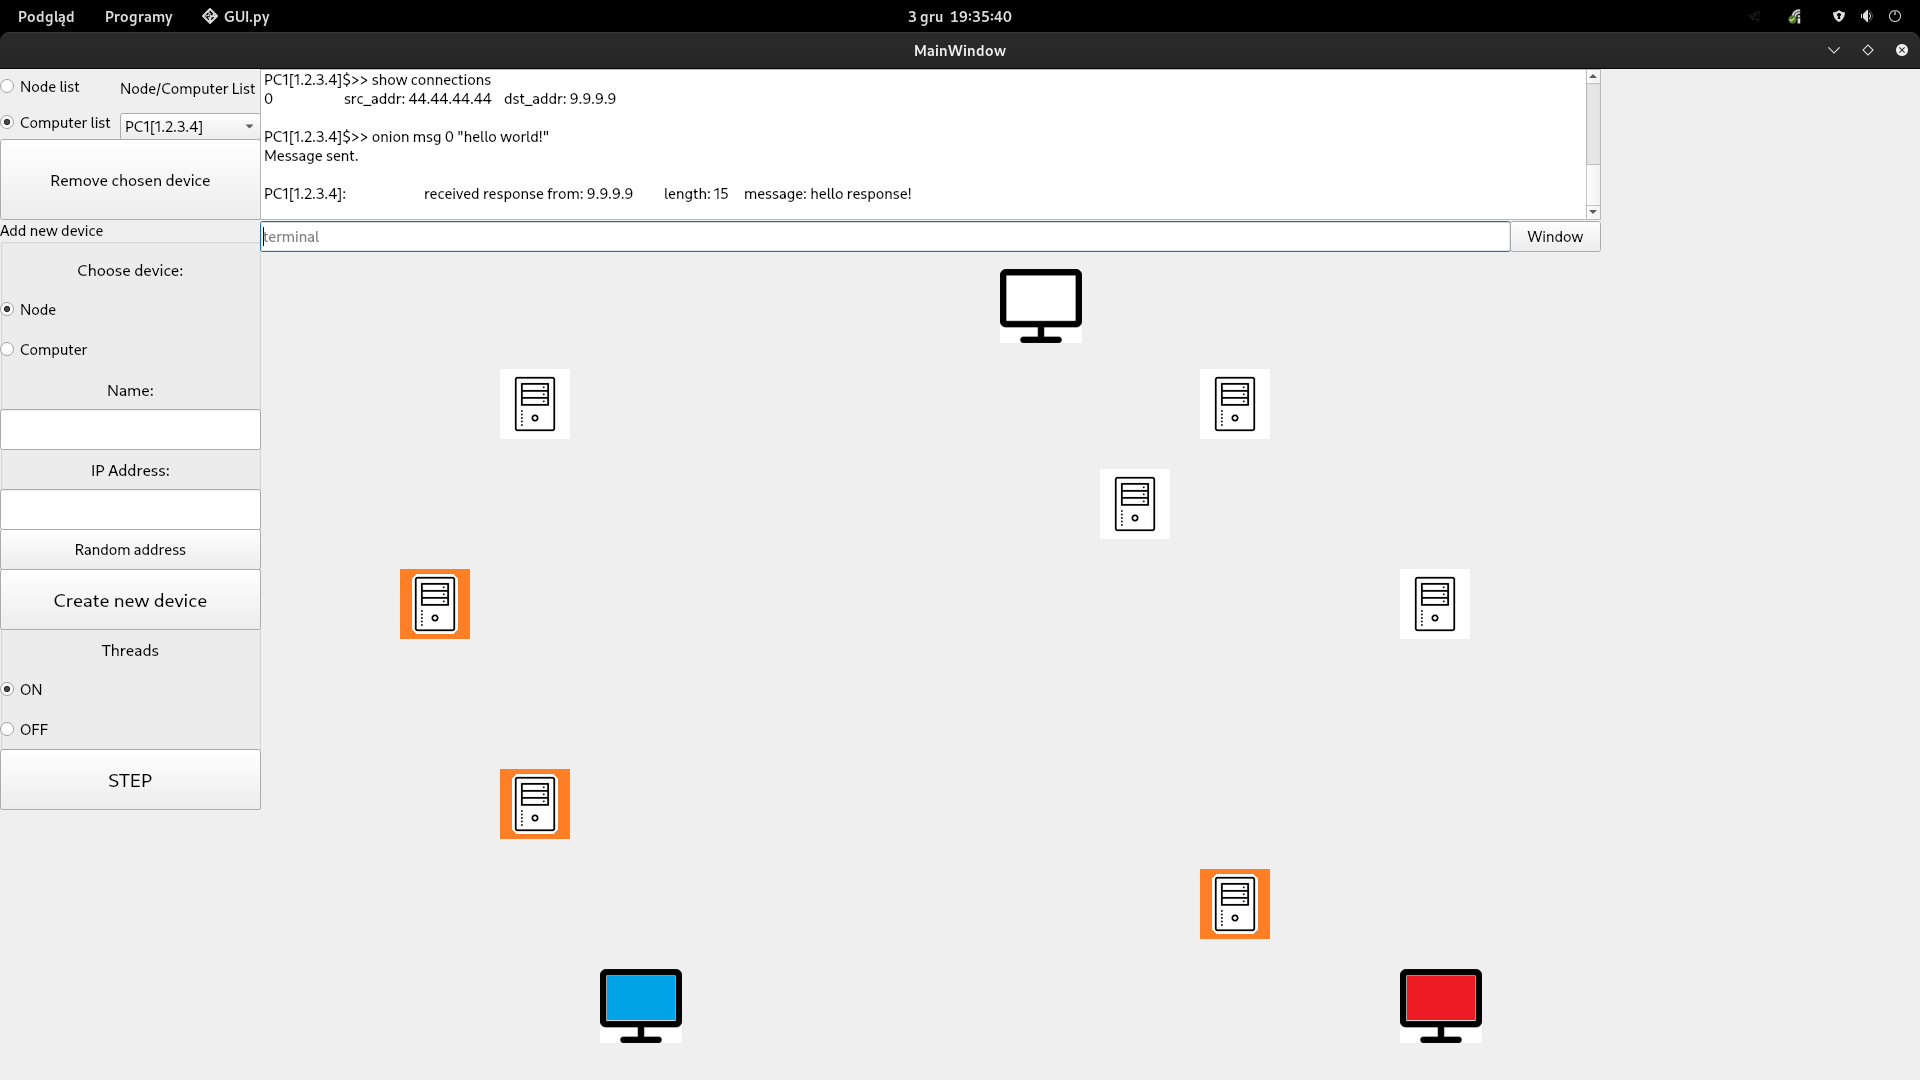 Podgląd Programy GUI.py 3 gru 19:35:40
MainWindow
Node list
Node/Computer List
Computer list
PC1[1.2.3.4]
Remove chosen device
PC1[1.2.3.4]$>> show connections
0 src_addr: 44.44.44.44 dst_addr: 9.9.9.9
PC1[1.2.3.4]$>> onion msg 0 "hello world!"
Message sent.
PC1[1.2.3.4]: received response from: 9.9.9.9 length: 15 message: hello response!
terminal
Window
Add new device
Choose device:
Node
Computer
Name:
IP Address:
Random address
Create new device
Threads
ON
OFF
STEP